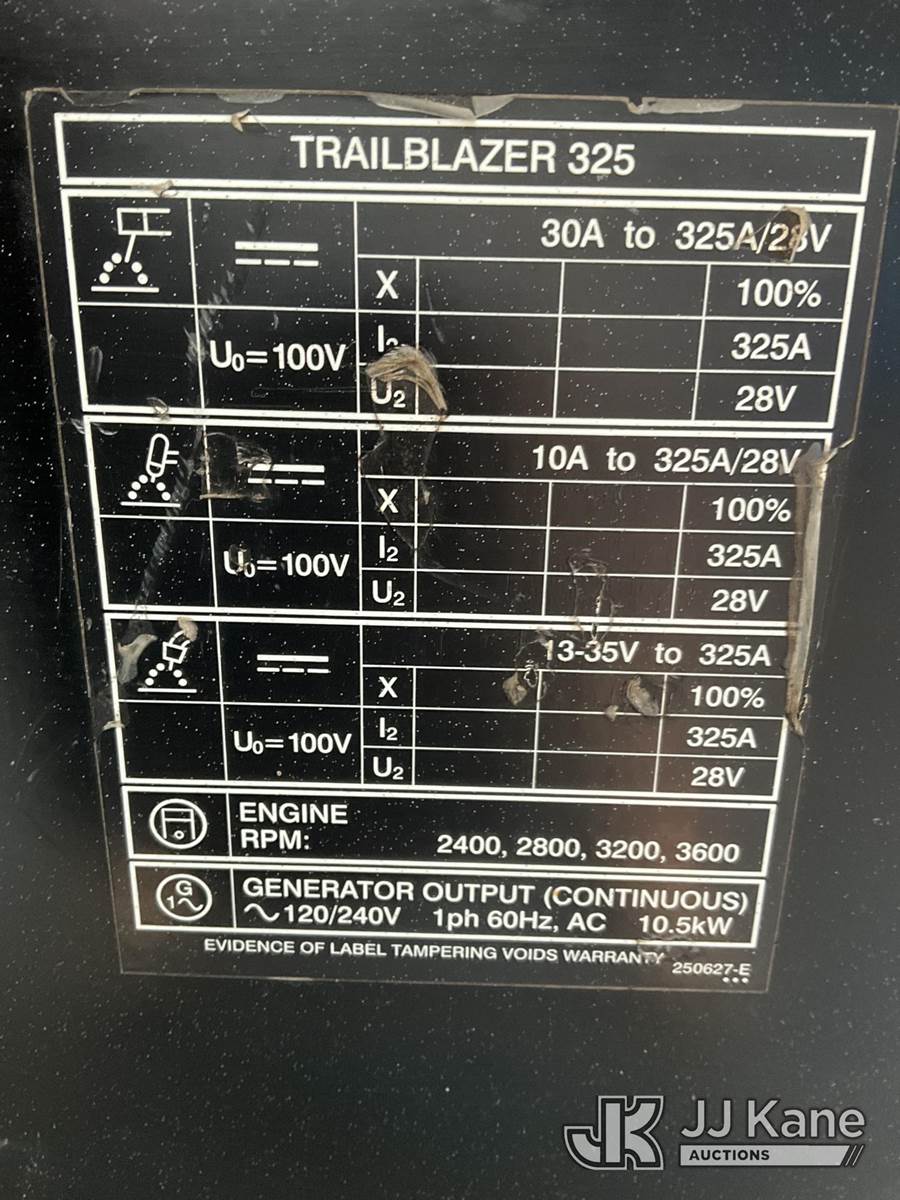 TRAILBLAZER 325
30A to 325A/28V
X 100%
U₀=100V I₂ 325A
U₂ 28V
10A to 325A/28V
X 100%
U₀=100V I₂ 325A
U₂ 28V
13-35V to 325A
X 100%
U₀=100V I₂ 325A
U₂ 28V
ENGINE
RPM: 2400, 2800, 3200, 3600
G
1
GENERATOR OUTPUT (CONTINUOUS)
120/240V 1ph 60Hz, AC 10.5kW
EVIDENCE OF LABEL TAMPERING VOIDS WARRANTY
250627-E
JK JJ Kane
AUCTIONS